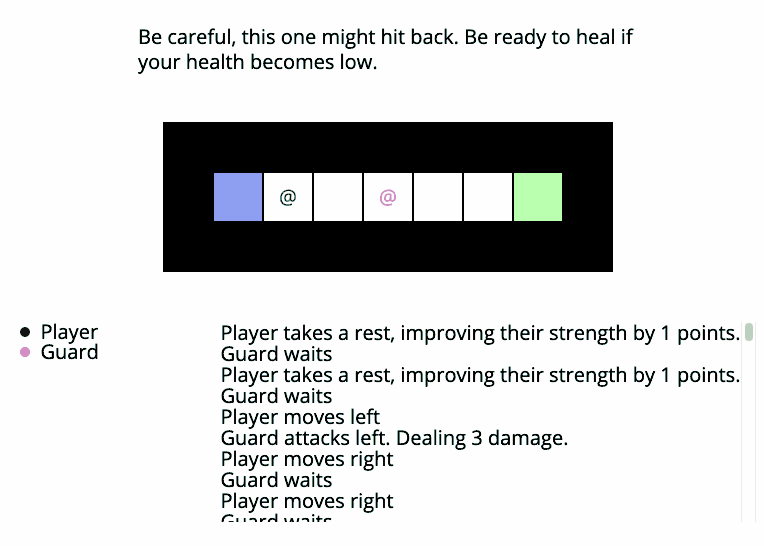 Be careful, this one might hit back. Be ready to heal if
your health becomes low.
@ @
Player
Guard
Player takes a rest, improving their strength by 1 points.
Guard waits
Player takes a rest, improving their strength by 1 points.
Guard waits
Player moves left
Guard attacks left. Dealing 3 damage.
Player moves right
Guard waits
Player moves right
Guard waits